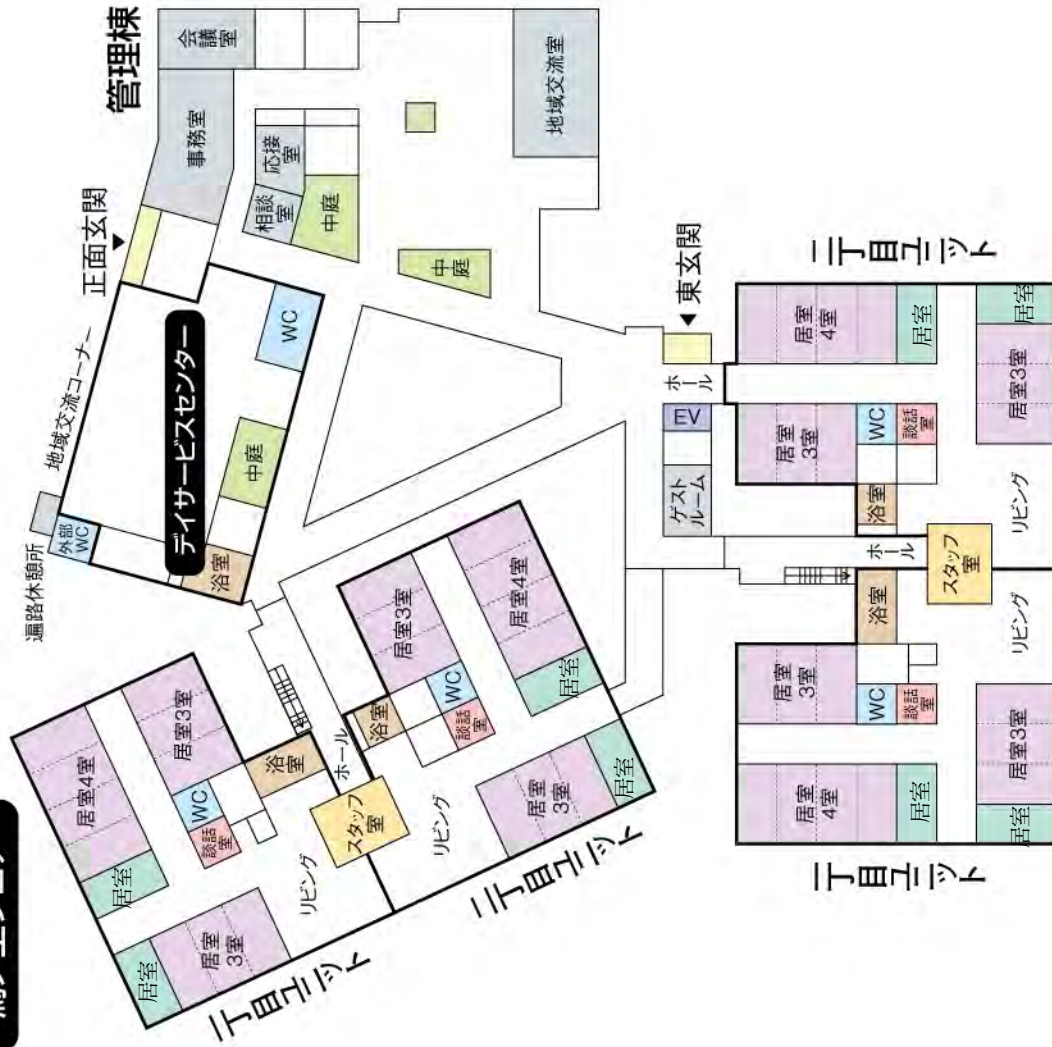 管理棟
会議室
事務室
応接室
相談室
中庭
正面玄関
地域交流室
中庭
地域交流コーナー
デイサービスセンター
WC
中庭
浴室
外部WC
遍路休憩所
東玄関
ホール
EV
ゲストルーム
居室4室
居室3室
居室
WC
談話室
浴室
リビング
スタッフ室
ホール
居室3室
居室
一丁目ユニット
居室3室
居室4室
居室
WC
談話室
浴室
リビング
居室3室
居室
二丁目ユニット
居室4室
居室
居室3室
WC
談話室
浴室
リビング
居室3室
居室
丁目ユニット
ホール
スタッフ室
居室3室
居室4室
居室
WC
談話室
浴室
リビング
居室3室
居室
丁目ユニット